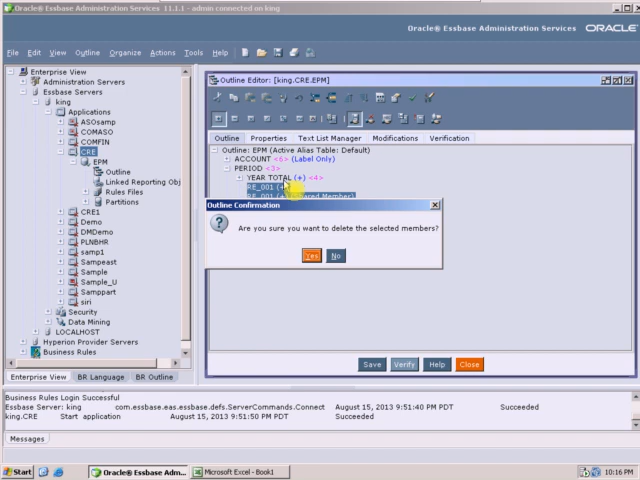 Oracle® Essbase Administration Services 11.1.1 - admin connected on king
Oracle® Essbase Administration Services ORACLE
File Edit View Outline Organize Actions Tools Help
Enterprise View
Administration Servers
Essbase Servers
king
Applications
ASOsamp
COMASO
COMFIN
CRE
EPM
Outline
Linked Reporting Obj
Rules Files
Partitions
CRE1
Demo
DMDemo
PLNBHR
samp1
Sampeast
Sample
Sample_U
Samppart
siri
Security
Data Mining
LOCALHOST
Hyperion Provider Servers
Business Rules
Enterprise View BR Language BR Outline
Outline Editor: [king.CRE.EPM]
Outline Properties Text List Manager Modifications Verification
Outline: EPM (Active Alias Table: Default)
ACCOUNT <6> (Label Only)
PERIOD <3>
YEAR TOTAL (+) <4>
RE_001 (+)
RE_001 Member)
Outline Confirmation
Are you sure you want to delete the selected members?
Yes No
Save Verify Help Close
Business Rules Login Successful
Essbase Server: king com.essbase.eas.essbase.defs.ServerCommands.Connect August 15, 2013 9:51:40 PM PDT Succeeded
king.CRE Start application August 15, 2013 9:51:50 PM PDT Succeeded
Messages
Start Oracle® Essbase Adm... Microsoft Excel - Book1 10:16 PM